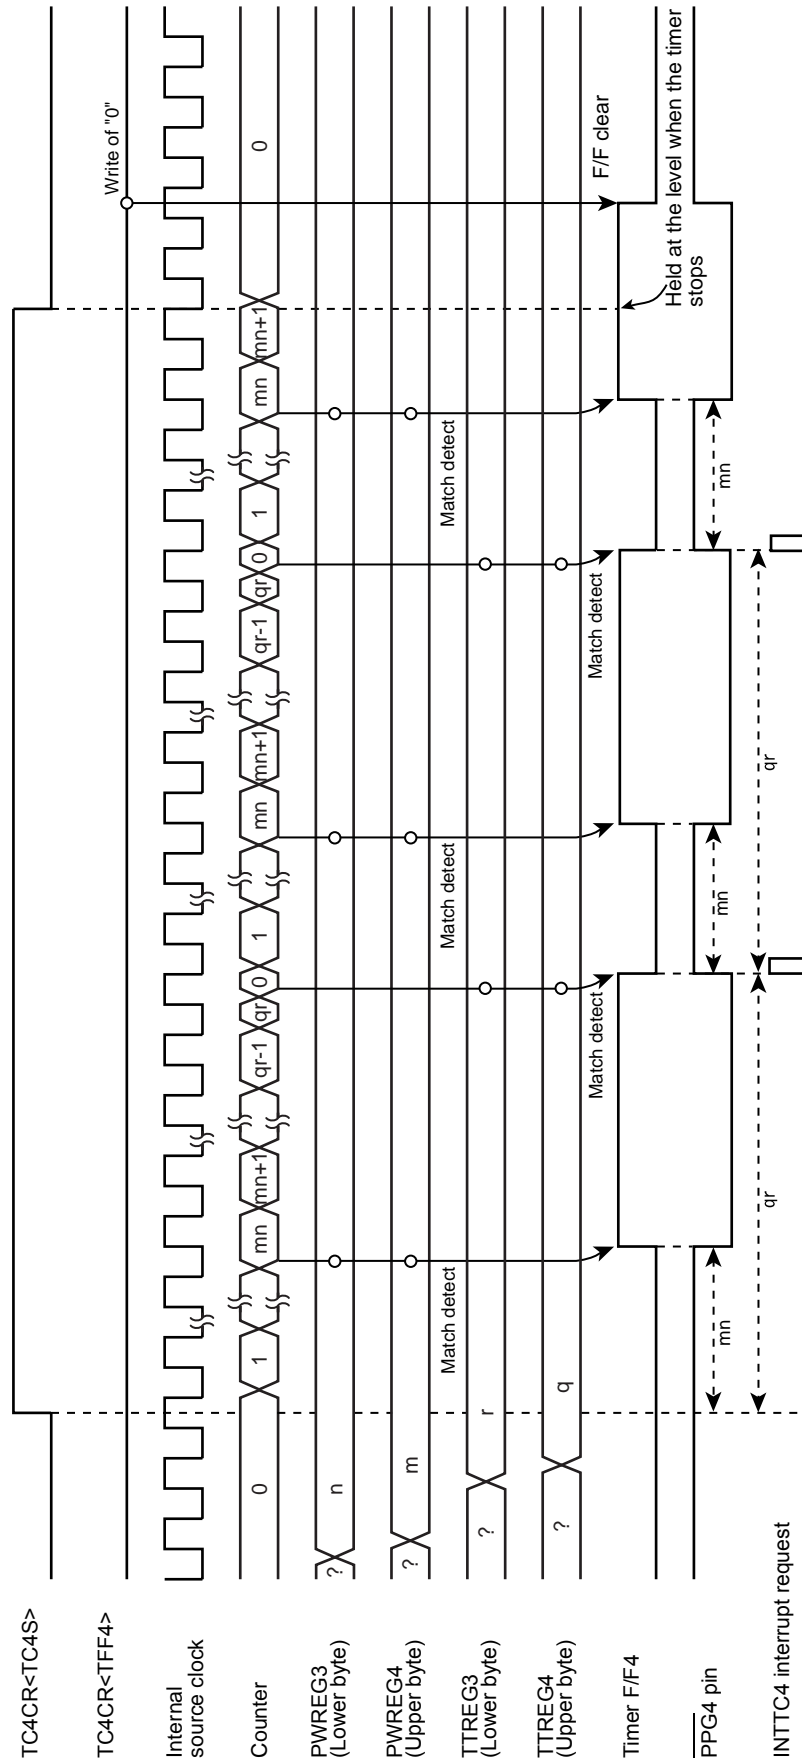 TC4CR<TC4S>
TC4CR<TFF4>
Write of "0"
Internal
source clock
Counter
0 1 mn mn+1 qr-1 qr 0 1 mn mn+1 qr-1 qr 0 1 mn mn+1 0
PWREG3
(Lower byte)
? n
PWREG4
(Upper byte)
? m
Match detect
Match detect
Match detect
TTREG3
(Lower byte)
? r
TTREG4
(Upper byte)
? q
Match detect
Match detect
F/F clear
Timer F/F4
Held at the level when the timer
stops
PPG4 pin
mn mn mn
qr qr
INTTC4 interrupt request